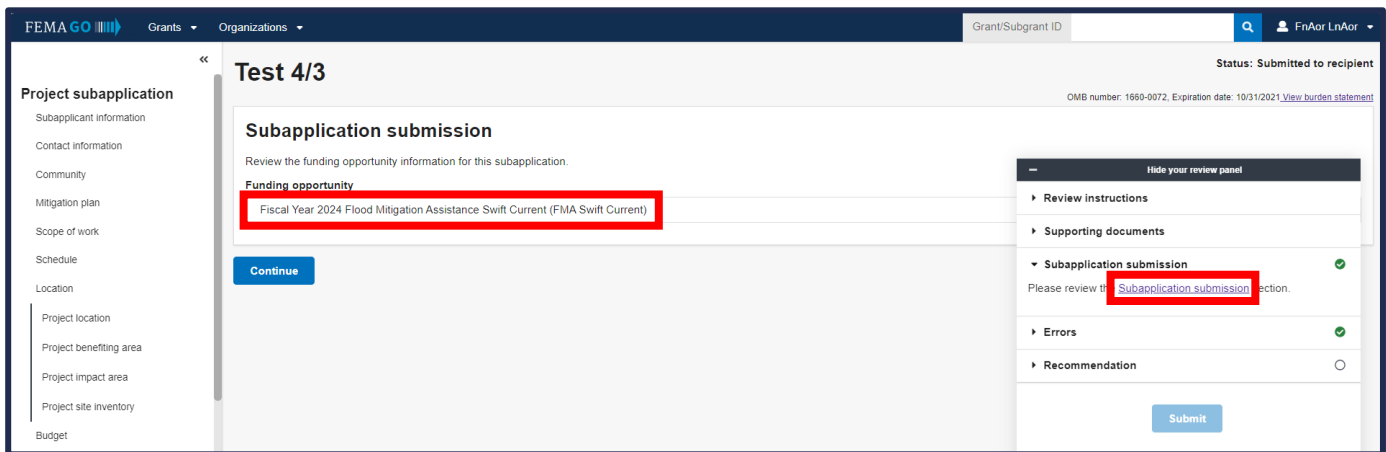 FEMA GO Grants Organizations Grant/Subgrant ID FnAor LnAor
«
Project subapplication
Subapplicant information
Contact information
Community
Mitigation plan
Scope of work
Schedule
Location
Project location
Project benefiting area
Project impact area
Project site inventory
Budget
Test 4/3
Status: Submitted to recipient
OMB number: 1660-0072, Expiration date: 10/31/2021 View burden statement
Subapplication submission
Review the funding opportunity information for this subapplication.
Funding opportunity
Fiscal Year 2024 Flood Mitigation Assistance Swift Current (FMA Swift Current)
Continue
Hide your review panel
Review instructions
Supporting documents
Subapplication submission
Please review the Subapplication submission ection.
Errors
Recommendation
Submit